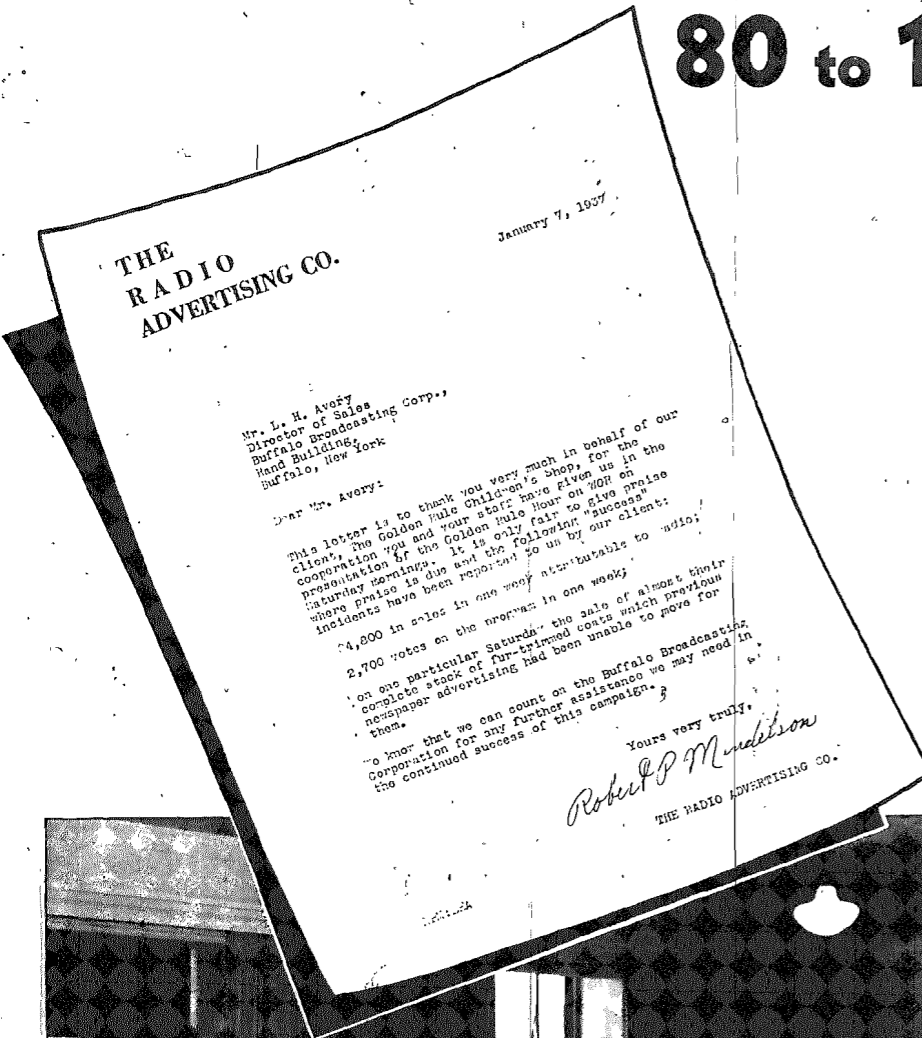 80 to 1
THE
RADIO
ADVERTISING CO.
January 7, 1937
Mr. L. H. Avery
Director of Sales
Buffalo Broadcasting Corp.,
Rand Building,
Buffalo, New York
Dear Mr. Avery:
This letter is to thank you very much in behalf of our
client, The Golden Rule Children's Shop, for the
cooperation you and your staff have given us in the
presentation of the Golden Rule Hour on WGR on
Saturday mornings. It is only fair to give praise
where praise is due and the following "success"
incidents have been reported to us by our client:
$4,800 in sales in one week attributable to radio;
2,700 votes on the program in one week;
on one particular Saturday the sale of almost their
complete stack of fur-trimmed coats which previous
newspaper advertising had been unable to move for
them.
To know that we can count on the Buffalo Broadcasting
Corporation for any further assistance we may need in
the continued success of this campaign.
Yours very truly,
Robert P Mendelson
THE RADIO ADVERTISING CO.